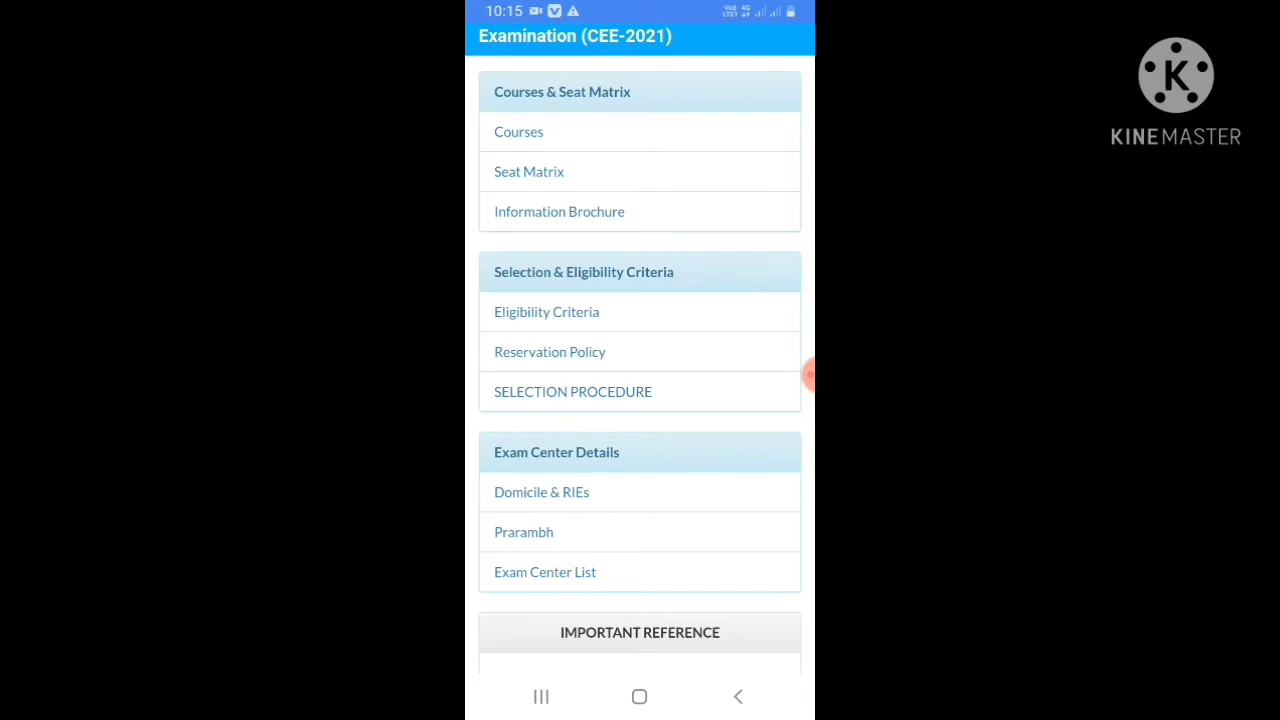 10:15
Examination (CEE-2021)
Courses & Seat Matrix
Courses
Seat Matrix
Information Brochure
Selection & Eligibility Criteria
Eligibility Criteria
Reservation Policy
SELECTION PROCEDURE
Exam Center Details
Domicile & RIEs
Prarambh
Exam Center List
IMPORTANT REFERENCE
K
KINEMASTER